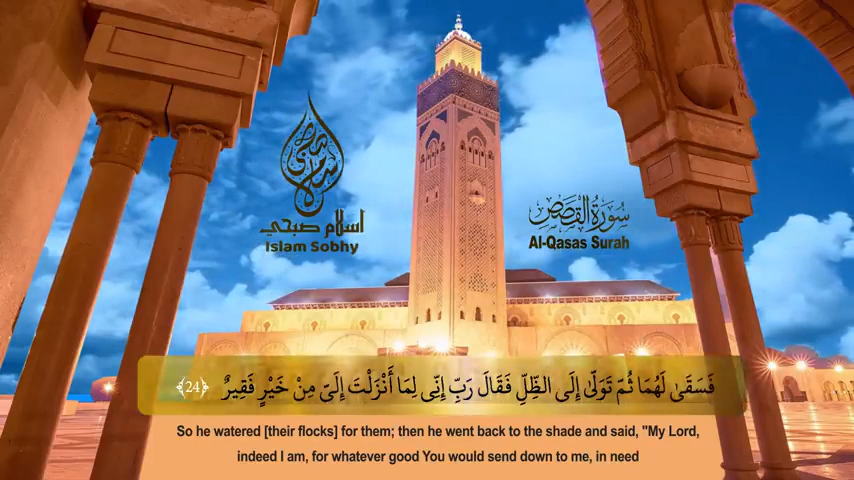 اسلام صبحي
Islam Sobhy
سُورَةُ القَصَصِ
Al-Qasas Surah
فَسَقَىٰ لَهُمَا ثُمَّ تَوَلَّىٰ إِلَى الظِّلِّ فَقَالَ رَبِّ إِنِّي لِمَا أَنْزَلْتَ إِلَيَّ مِنْ خَيْرٍ فَقِيرٌ ﴿24﴾
So he watered [their flocks] for them; then he went back to the shade and said, "My Lord,
indeed I am, for whatever good You would send down to me, in need